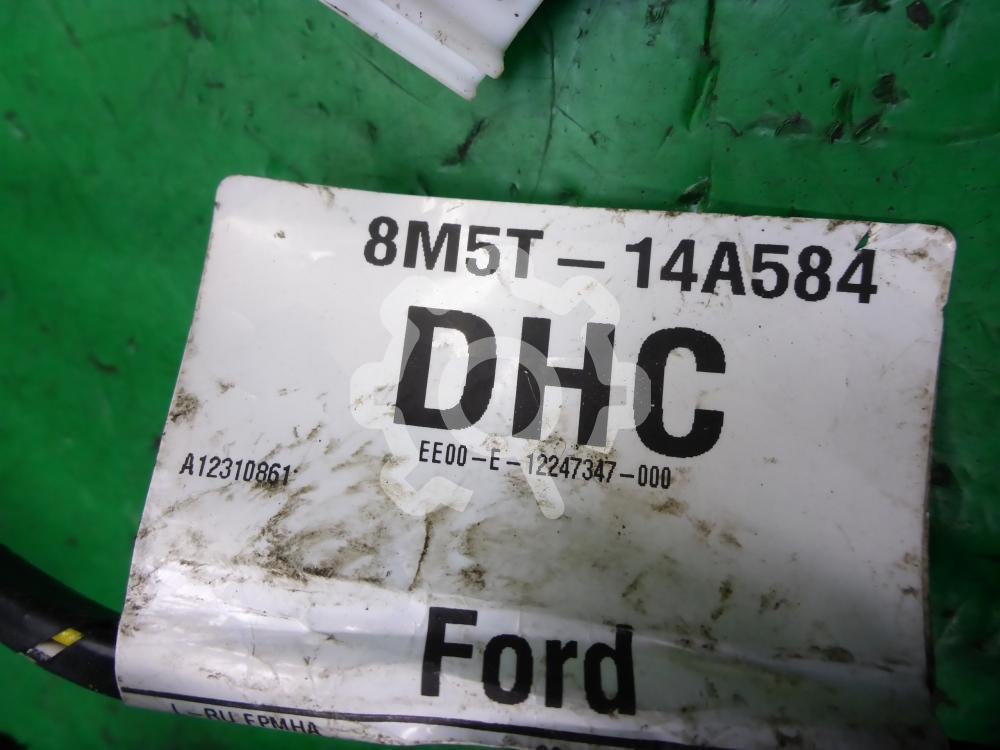 8M5T-14A584
DHC
EE00-E-12247347-000
A12310861
Ford